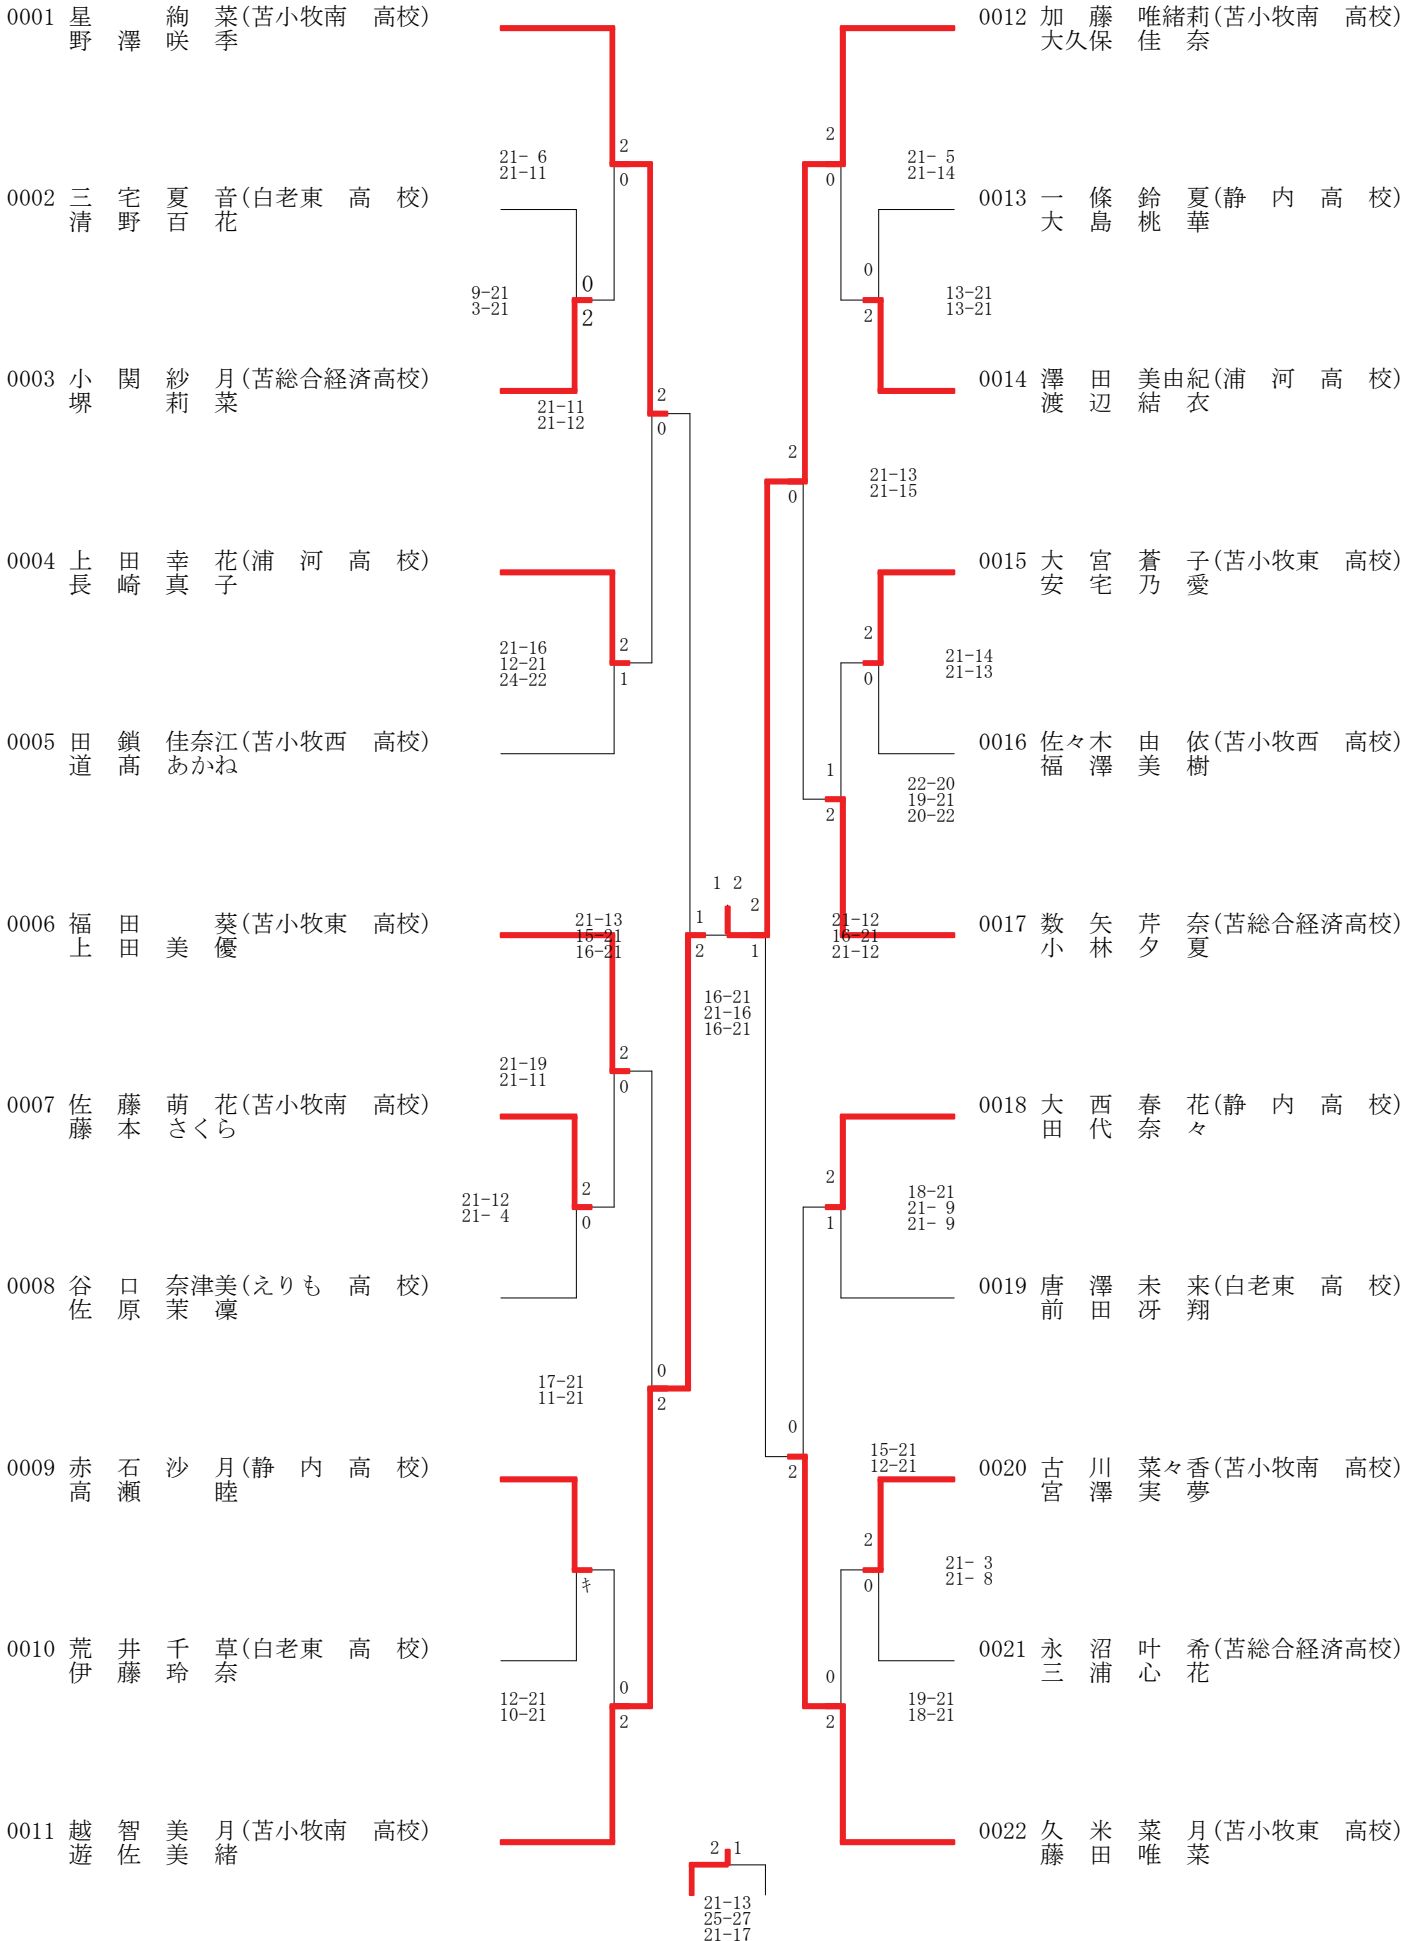 0001 星　　絢　菜(苫小牧南　高校)
野　澤　咲　季
21- 6
21-11
2
0
0002 三　宅　夏　音(白老東　高　校)
清　野　百　花
9-21
3-21
0
2
0003 小　関　紗　月(苫総合経済高校)
堺　　　莉　菜
21-11
21-12
2
0
0004 上　田　幸　花(浦　河　高　校)
長　崎　真　子
21-16
12-21
24-22
2
1
0005 田　鎖　佳奈江(苫小牧西　高校)
道　髙　あかね
0006 福　田　　　葵(苫小牧東　高校)
上　田　美　優
21-13
15-21
16-21
1
2
21-19
21-11
2
0
0007 佐　藤　萌　花(苫小牧南　高校)
藤　本　さくら
21-12
21- 4
2
0
0008 谷　口　奈津美(えりも　高　校)
佐　原　茉　凜
17-21
11-21
0
2
0009 赤　石　沙　月(静　内　高　校)
高　瀬　　　睦
キ
0010 荒　井　千　草(白老東　高　校)
伊　藤　玲　奈
12-21
10-21
0
2
0011 越　智　美　月(苫小牧南　高校)
遊　佐　美　緒
1 2
16-21
21-16
16-21
2 1
21-13
25-27
21-17
0012 加　藤　唯緒莉(苫小牧南　高校)
大久保　佳　奈
2
0
21- 5
21-14
0013 一　條　鈴　夏(静　内　高　校)
大　島　桃　華
0
2
13-21
13-21
0014 澤　田　美由紀(浦　河　高　校)
渡　辺　結　衣
2
0
21-13
21-15
0015 大　宮　蒼　子(苫小牧東　高校)
安　宅　乃　愛
2
0
21-14
21-13
0016 佐々木　由　依(苫小牧西　高校)
福　澤　美　樹
1
2
22-20
19-21
20-22
2
1
21-12
16-21
21-12
0017 数　矢　芹　奈(苫総合経済高校)
小　林　夕　夏
0018 大　西　春　花(静　内　高　校)
田　代　奈　々
2
1
18-21
21- 9
21- 9
0019 唐　澤　未　来(白老東　高　校)
前　田　冴　翔
0
2
15-21
12-21
0020 古　川　菜々香(苫小牧南　高校)
宮　澤　実　夢
2
0
21- 3
21- 8
0021 永　沼　叶　希(苫総合経済高校)
三　浦　心　花
0
2
19-21
18-21
0022 久　米　菜　月(苫小牧東　高校)
藤　田　唯　菜